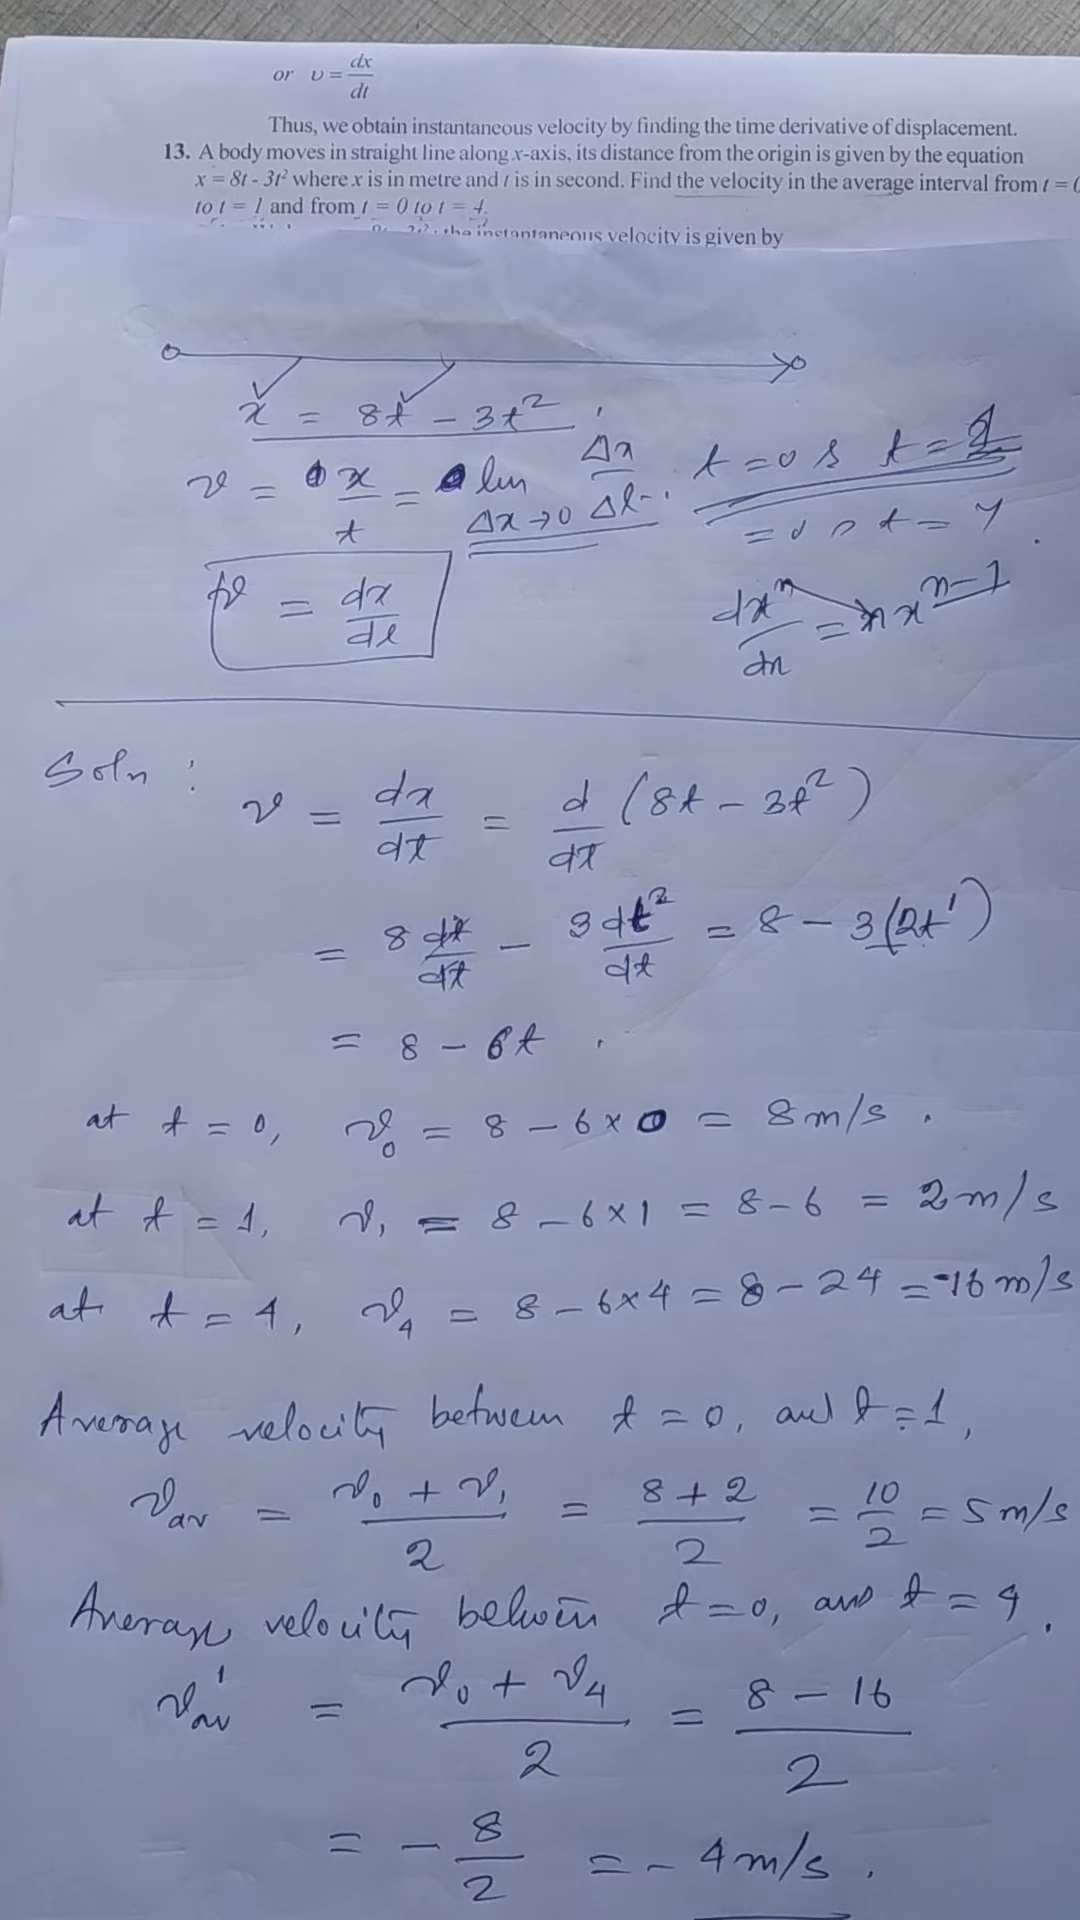 or υ = dx/dt
Thus, we obtain instantaneous velocity by finding the time derivative of displacement.
13. A body moves in straight line along x-axis, its distance from the origin is given by the equation
x = 8t - 3t² where x is in metre and t is in second. Find the velocity in the average interval from t = 0
to t = 1 and from t = 0 to t = 4.
the instantaneous velocity is given by
x = 8t - 3t²
v = x/t = lim Δx→0 Δx/Δt
t = 0 s t = 1
= 0 t = 4
v = dx/dt
dxⁿ/dx = n xⁿ⁻¹
Soln :
v = dx/dt = d/dt (8t - 3t²)
= 8 dt/dt - 3dt²/dt = 8 - 3(2t¹)
= 8 - 6t .
at t = 0, v₀ = 8 - 6 x 0 = 8 m/s .
at t = 1, v₁ = 8 - 6x1 = 8-6 = 2 m/s
at t = 4, v₄ = 8 - 6x4 = 8 - 24 = -16 m/s
Average velocity between t = 0, and t = 1,
vav = v₀ + v₁/2 = 8 + 2/2 = 10/2 = 5 m/s
Average velocity between t = 0, and t = 4.
v'av = v₀ + v₄/2 = 8 - 16/2
= - 8/2 = - 4 m/s .